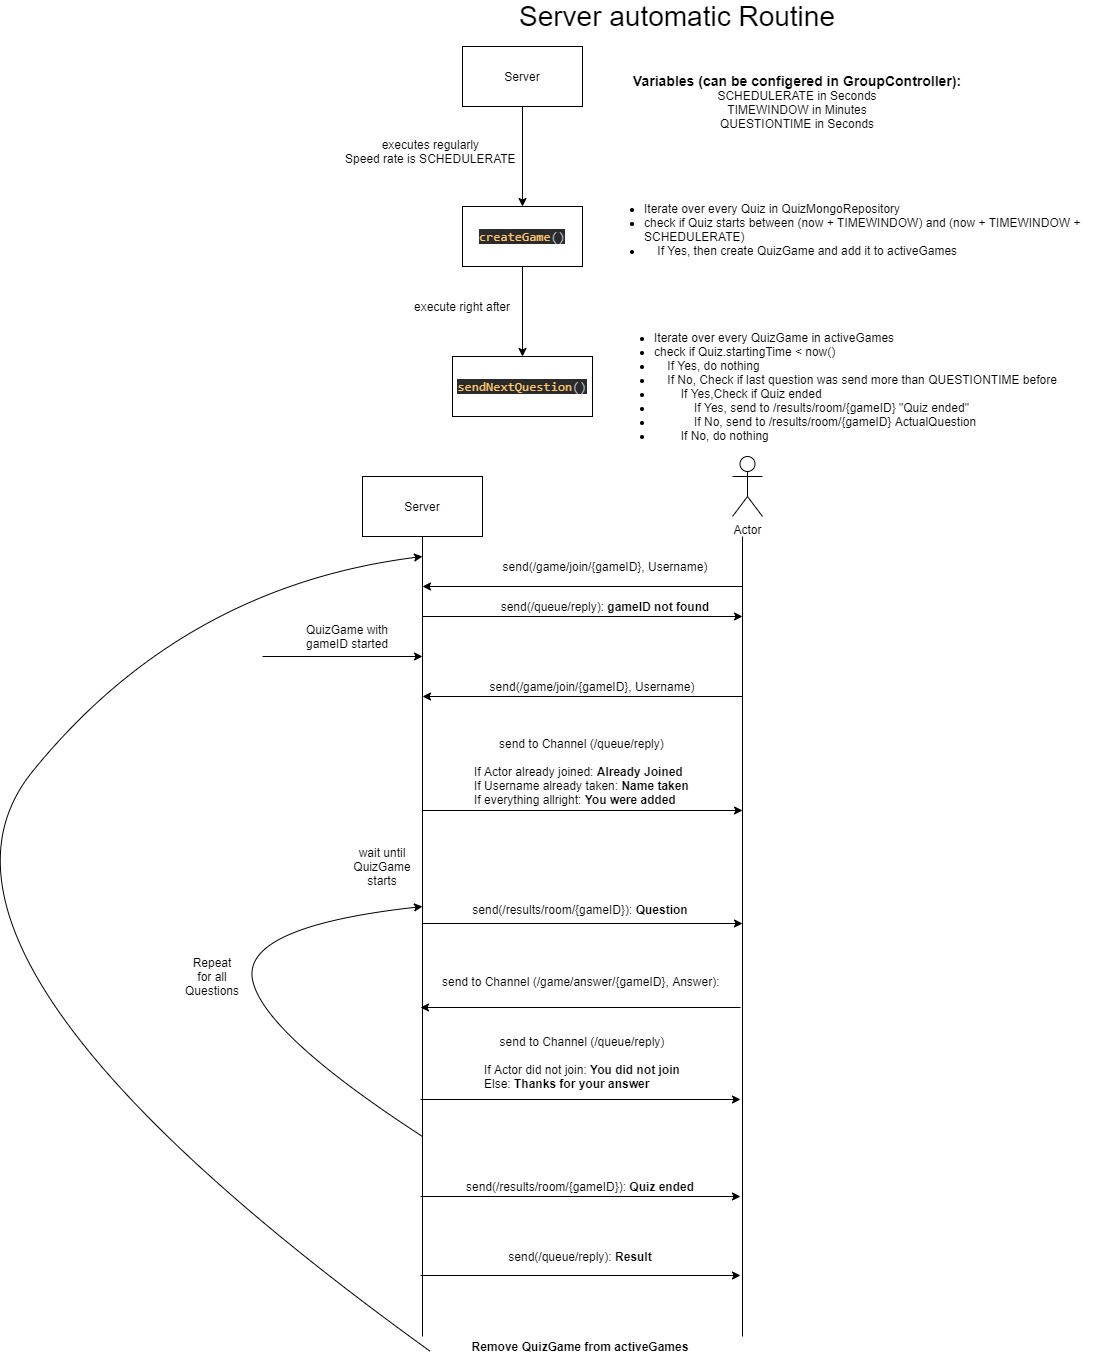 Server automatic Routine
Server
Variables (can be configered in GroupController):
SCHEDULERATE in Seconds
TIMEWINDOW in Minutes
QUESTIONTIME in Seconds
executes regularly
Speed rate is SCHEDULERATE
createGame()
Iterate over every Quiz in QuizMongoRepository
check if Quiz starts between (now + TIMEWINDOW) and (now + TIMEWINDOW +
SCHEDULERATE)
If Yes, then create QuizGame and add it to activeGames
execute right after
sendNextQuestion()
Iterate over every QuizGame in activeGames
check if Quiz.startingTime < now()
If Yes, do nothing
If No, Check if last question was send more than QUESTIONTIME before
If Yes,Check if Quiz ended
If Yes, send to /results/room/{gameID} "Quiz ended"
If No, send to /results/room/{gameID} ActualQuestion
If No, do nothing
Server
Actor
send(/game/join/{gameID}, Username)
send(/queue/reply): gameID not found
QuizGame with
gameID started
send(/game/join/{gameID}, Username)
send to Channel (/queue/reply)
If Actor already joined: Already Joined
If Username already taken: Name taken
If everything allright: You were added
wait until
QuizGame
starts
send(/results/room/{gameID}): Question
Repeat
for all
Questions
send to Channel (/game/answer/{gameID}, Answer):
send to Channel (/queue/reply)
If Actor did not join: You did not join
Else: Thanks for your answer
send(/results/room/{gameID}): Quiz ended
send(/queue/reply): Result
Remove QuizGame from activeGames